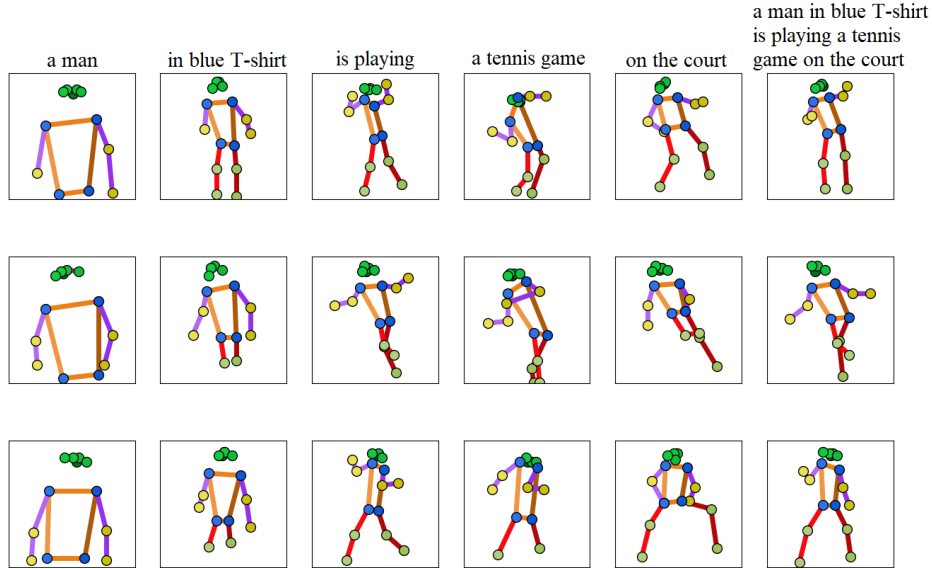 a man
in blue T-shirt
is playing
a tennis game
on the court
a man in blue T-shirt
is playing a tennis
game on the court